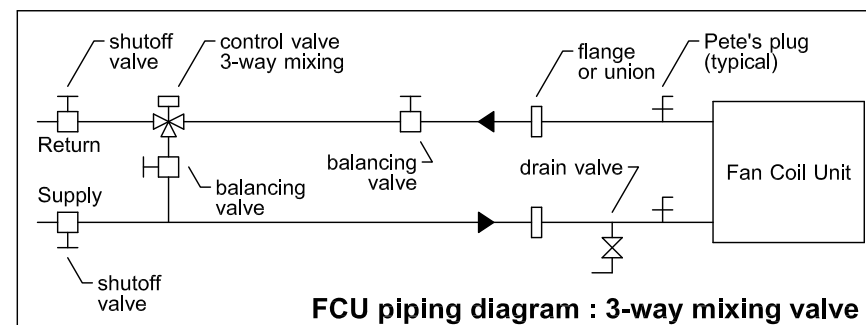 shutoff
valve
control valve
3-way mixing
flange
or union
Pete's plug
(typical)
Return
balancing
valve
drain valve
Fan Coil Unit
Supply
balancing
valve
shutoff
valve
FCU piping diagram : 3-way mixing valve